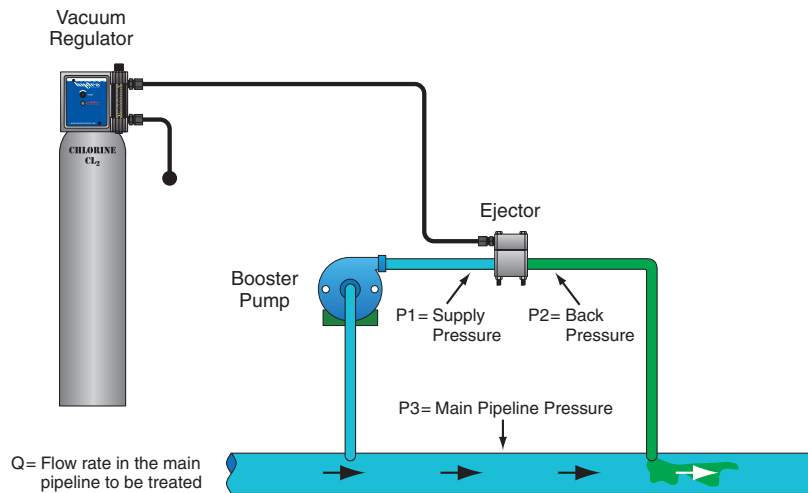 Vacuum
Regulator
CHLORINE
CL2
Ejector
Booster
Pump
P1= Supply
Pressure
P2= Back
Pressure
P3= Main Pipeline Pressure
Q= Flow rate in the main
pipeline to be treated